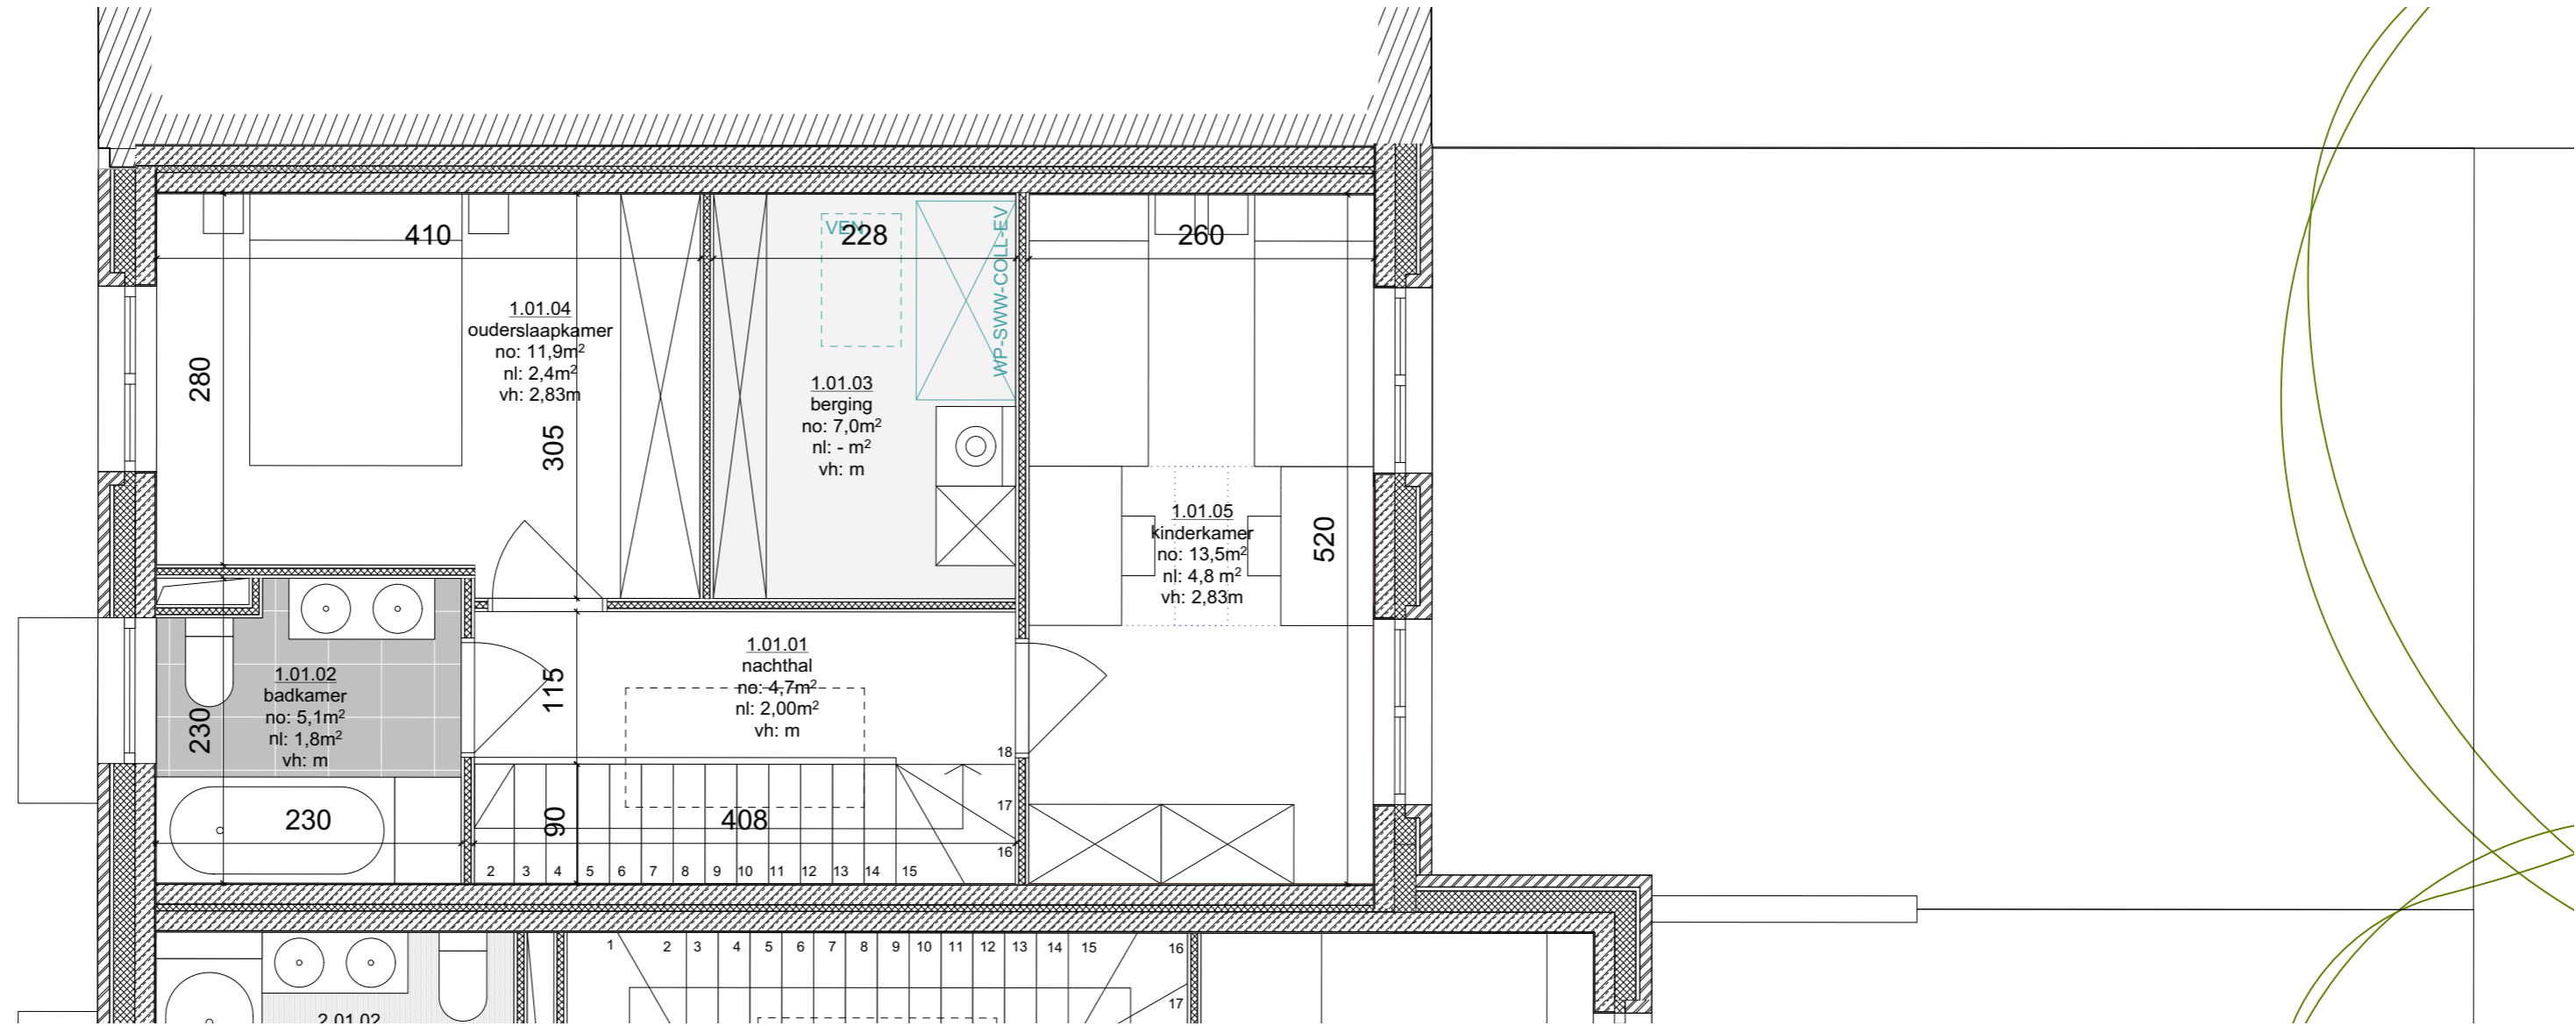 410
VEN
228
WP-SWW-COLL-EV
260
1.01.04
ouderslaapkamer
no: 11,9m²
nl: 2,4m²
vh: 2,83m
280
305
1.01.03
berging
no: 7,0m²
nl: - m²
vh: m
1.01.05
kinderkamer
no: 13,5m²
nl: 4,8 m²
vh: 2,83m
520
1.01.01
nachthal
no: 4,7m²
nl: 2,00m²
vh: m
115
1.01.02
badkamer
no: 5,1m²
nl: 1,8m²
vh: m
230
18
17
16
230
90
408
2 3 4 5 6 7 8 9 10 11 12 13 14 15
1 2 3 4 5 6 7 8 9 10 11 12 13 14 15 16
17
2.01.02